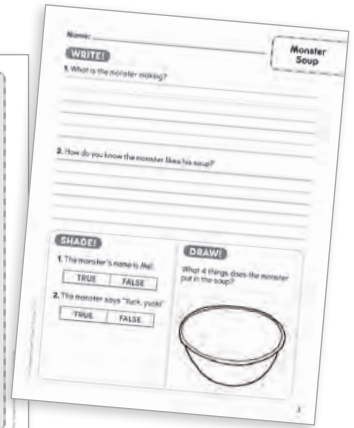 Name:
Monster
Soup
WRITE!
1. What is the monster making?
2. How do you know the monster likes his soup?
SHADE!
1. The monster's name is Mel.
TRUE FALSE
2. The monster says "Yuck, yuck!"
TRUE FALSE
DRAW!
What 4 things does the monster
put in the soup?